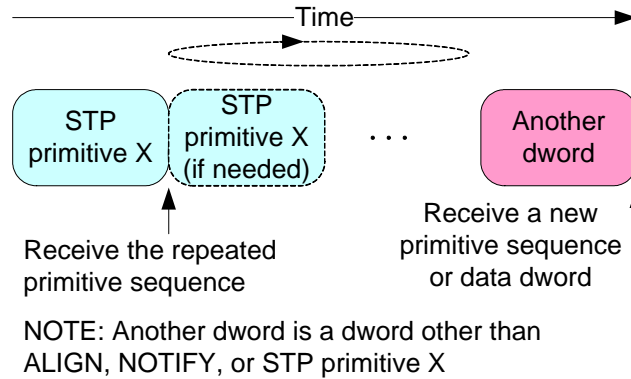 Time
STP
primitive X
STP
primitive X
(if needed)
. . .
Another
dword
Receive the repeated
primitive sequence
Receive a new
primitive sequence
or data dword
NOTE: Another dword is a dword other than
ALIGN, NOTIFY, or STP primitive X